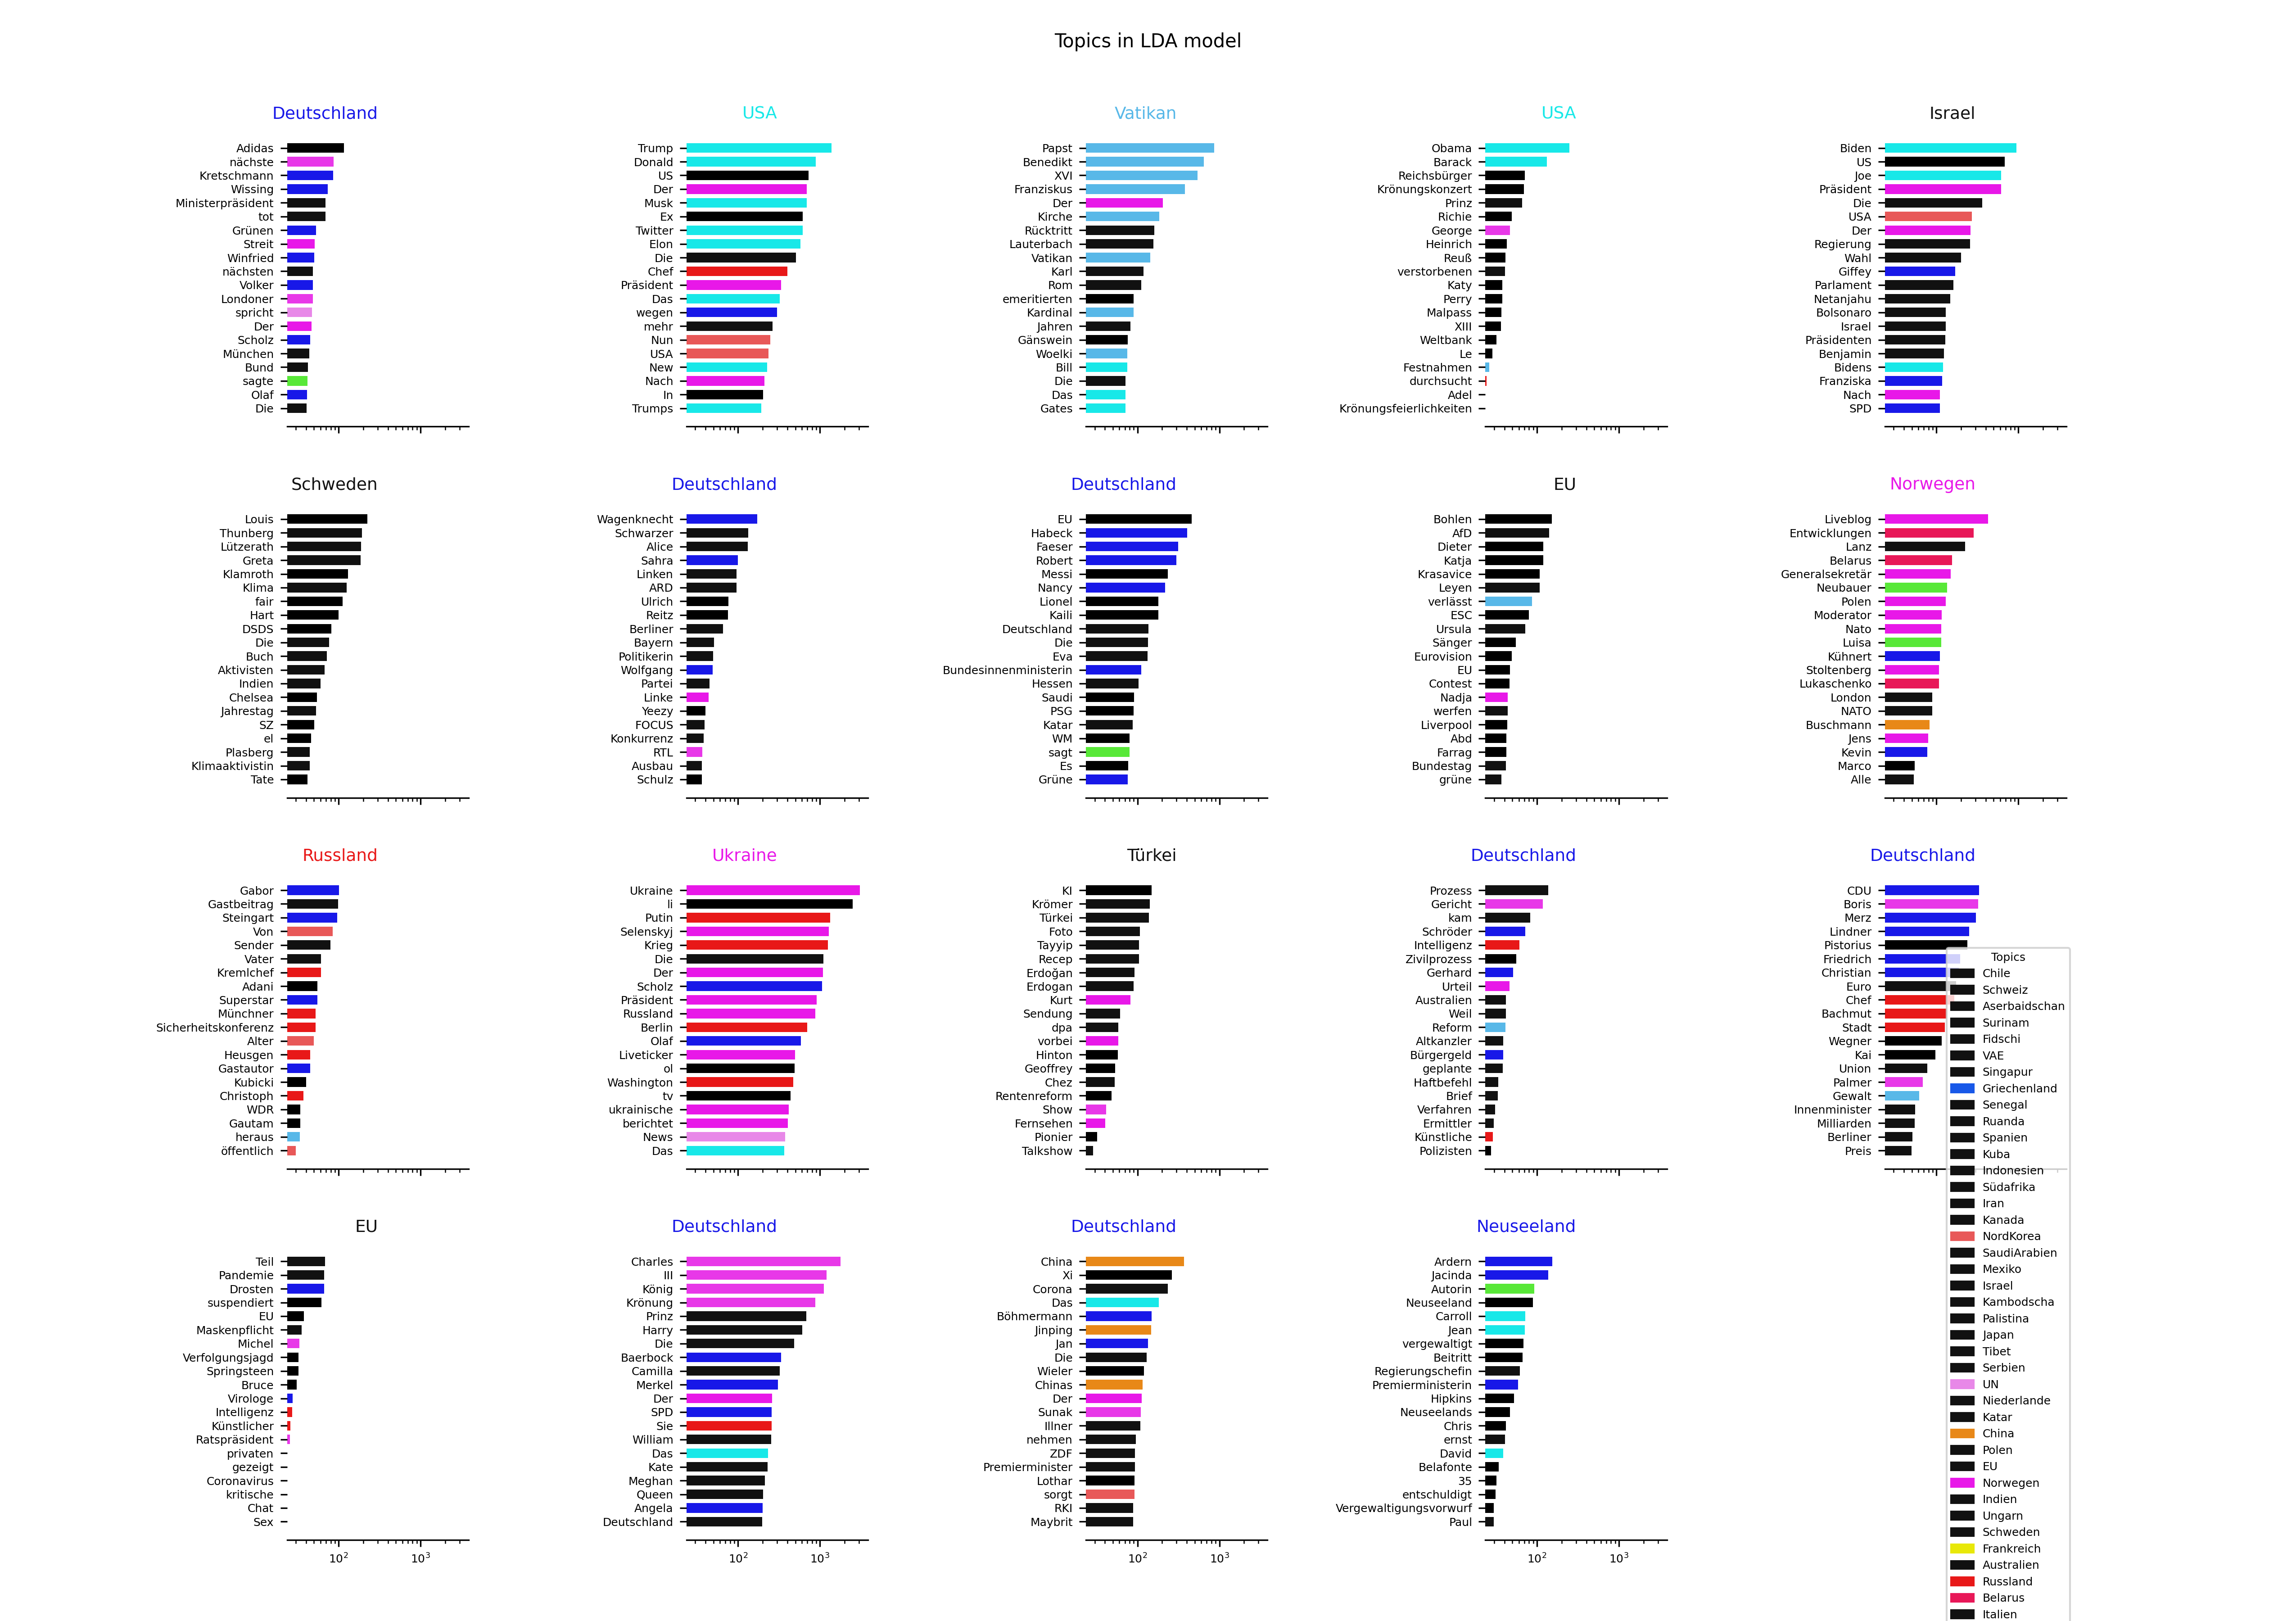 Topics in LDA model
Deutschland
Adidas
nächste
Kretschmann
Wissing
Ministerpräsident
tot
Grünen
Streit
Winfried
nächsten
Volker
Londoner
spricht
Der
Scholz
München
Bund
sagte
Olaf
Die
USA
Trump
Donald
US
Der
Musk
Ex
Twitter
Elon
Die
Chef
Präsident
Das
wegen
mehr
Nun
USA
New
Nach
In
Trumps
Vatikan
Papst
Benedikt
XVI
Franziskus
Der
Kirche
Rücktritt
Lauterbach
Vatikan
Karl
Rom
emeritierten
Kardinal
Jahren
Gänswein
Woelki
Bill
Die
Das
Gates
USA
Obama
Barack
Reichsbürger
Krönungskonzert
Prinz
Richie
George
Heinrich
Reuß
verstorbenen
Katy
Perry
Malpass
XIII
Weltbank
Le
Festnahmen
durchsucht
Adel
Krönungsfeierlichkeiten
Israel
Biden
US
Joe
Präsident
Die
USA
Der
Regierung
Wahl
Giffey
Parlament
Netanjahu
Bolsonaro
Israel
Präsidenten
Benjamin
Bidens
Franziska
Nach
SPD
Schweden
Louis
Thunberg
Lützerath
Greta
Klamroth
Klima
fair
Hart
DSDS
Die
Buch
Aktivisten
Indien
Chelsea
Jahrestag
SZ
el
Plasberg
Klimaaktivistin
Tate
Deutschland
Wagenknecht
Schwarzer
Alice
Sahra
Linken
ARD
Ulrich
Reitz
Berliner
Bayern
Politikerin
Wolfgang
Partei
Linke
Yeezy
FOCUS
Konkurrenz
RTL
Ausbau
Schulz
Deutschland
EU
Habeck
Faeser
Robert
Messi
Nancy
Lionel
Kaili
Deutschland
Die
Eva
Bundesinnenministerin
Hessen
Saudi
PSG
Katar
WM
sagt
Es
Grüne
EU
Bohlen
AfD
Dieter
Katja
Krasavice
Leyen
verlässt
ESC
Ursula
Sänger
Eurovision
EU
Contest
Nadja
werfen
Liverpool
Abd
Farrag
Bundestag
grüne
Norwegen
Liveblog
Entwicklungen
Lanz
Belarus
Generalsekretär
Neubauer
Polen
Moderator
Nato
Luisa
Kühnert
Stoltenberg
Lukaschenko
London
NATO
Buschmann
Jens
Kevin
Marco
Alle
Russland
Gabor
Gastbeitrag
Steingart
Von
Sender
Vater
Kremlchef
Adani
Superstar
Münchner
Sicherheitskonferenz
Alter
Heusgen
Gastautor
Kubicki
Christoph
WDR
Gautam
heraus
öffentlich
Ukraine
Ukraine
li
Putin
Selenskyj
Krieg
Die
Der
Scholz
Präsident
Russland
Berlin
Olaf
Liveticker
ol
Washington
tv
ukrainische
berichtet
News
Das
Türkei
KI
Krömer
Türkei
Foto
Tayyip
Recep
Erdoğan
Erdogan
Kurt
Sendung
dpa
vorbei
Hinton
Geoffrey
Chez
Rentenreform
Show
Fernsehen
Pionier
Talkshow
Deutschland
Prozess
Gericht
kam
Schröder
Intelligenz
Zivilprozess
Gerhard
Urteil
Australien
Weil
Reform
Altkanzler
Bürgergeld
geplante
Haftbefehl
Brief
Verfahren
Ermittler
Künstliche
Polizisten
Deutschland
CDU
Boris
Merz
Lindner
Pistorius
Friedrich
Christian
Euro
Chef
Bachmut
Stadt
Wegner
Kai
Union
Palmer
Gewalt
Innenminister
Milliarden
Berliner
Preis
EU
Teil
Pandemie
Drosten
suspendiert
EU
Maskenpflicht
Michel
Verfolgungsjagd
Springsteen
Bruce
Virologe
Intelligenz
Künstlicher
Ratspräsident
privaten
gezeigt
Coronavirus
kritische
Chat
Sex
10² 10³
Deutschland
Charles
III
König
Krönung
Prinz
Harry
Die
Baerbock
Camilla
Merkel
Der
SPD
Sie
William
Das
Kate
Meghan
Queen
Angela
Deutschland
10² 10³
Deutschland
China
Xi
Corona
Das
Böhmermann
Jinping
Jan
Die
Wieler
Chinas
Der
Sunak
Illner
nehmen
ZDF
Premierminister
Lothar
sorgt
RKI
Maybrit
10² 10³
Neuseeland
Ardern
Jacinda
Autorin
Neuseeland
Carroll
Jean
vergewaltigt
Beitritt
Regierungschefin
Premierministerin
Hipkins
Neuseelands
Chris
ernst
David
Belafonte
35
entschuldigt
Vergewaltigungsvorwurf
Paul
10² 10³
Topics
Chile
Schweiz
Aserbaidschan
Surinam
Fidschi
VAE
Singapur
Griechenland
Senegal
Ruanda
Spanien
Kuba
Indonesien
Südafrika
Iran
Kanada
NordKorea
SaudiArabien
Mexiko
Israel
Kambodscha
Palistina
Japan
Tibet
Serbien
UN
Niederlande
Katar
China
Polen
EU
Norwegen
Indien
Ungarn
Schweden
Frankreich
Australien
Russland
Belarus
Italien